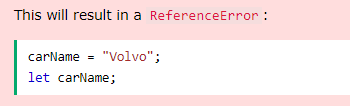 This will result in a ReferenceError:
carName = "Volvo";
let carName;